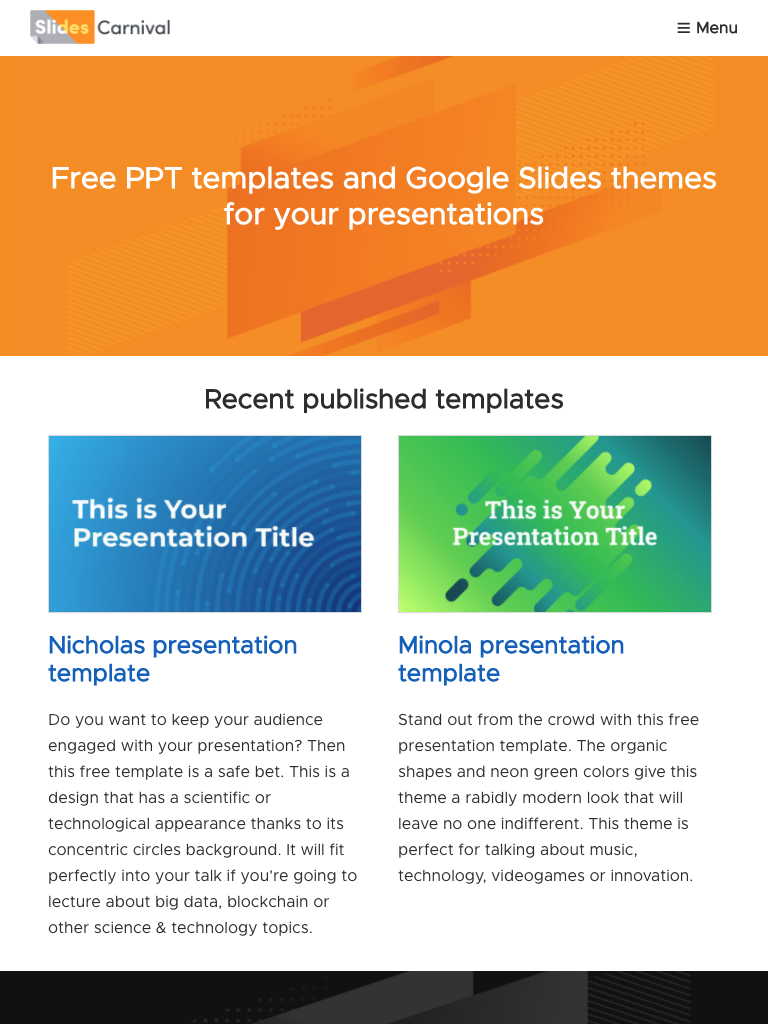 Slides Carnival
Menu
Free PPT templates and Google Slides themes
for your presentations
Recent published templates
This is Your
Presentation Title
Nicholas presentation
template
Do you want to keep your audience
engaged with your presentation? Then
this free template is a safe bet. This is a
design that has a scientific or
technological appearance thanks to its
concentric circles background. It will fit
perfectly into your talk if you're going to
lecture about big data, blockchain or
other science & technology topics.
This is Your
Presentation Title
Minola presentation
template
Stand out from the crowd with this free
presentation template. The organic
shapes and neon green colors give this
theme a rabidly modern look that will
leave no one indifferent. This theme is
perfect for talking about music,
technology, videogames or innovation.